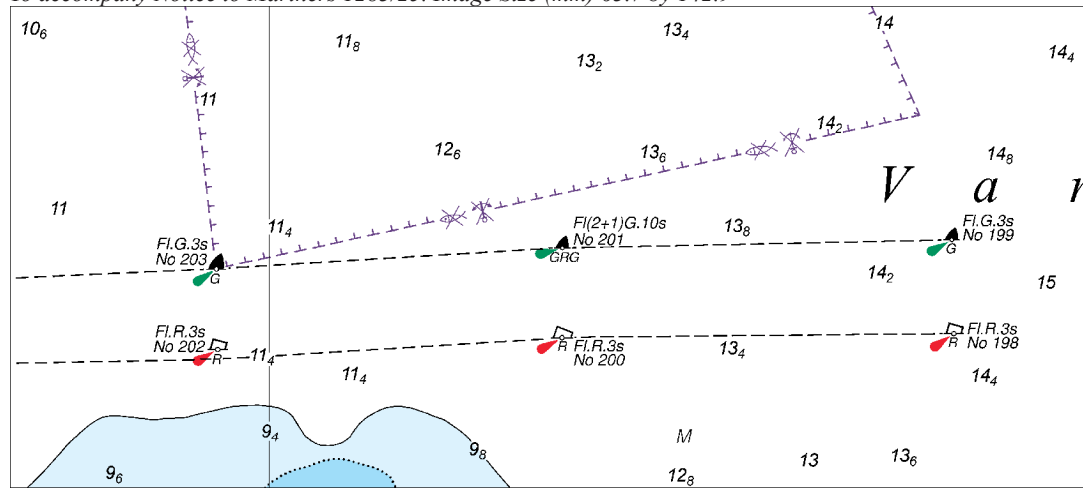 10₆
11₈
13₄
14
14₄
13₂
11
14₂
12₆
13₆
14₈
V a
11
11₄
Fl.G.3s
No 203
G
Fl(2+1)G.10s
No 201
GRG
13₈
Fl.G.3s
No 199
G
14₂
15
Fl.R.3s
No 202
R
11₄
R
Fl.R.3s
No 200
13₄
R
Fl.R.3s
No 198
11₄
14₄
9₄
M
9₈
9₆
12₈
13
13₆